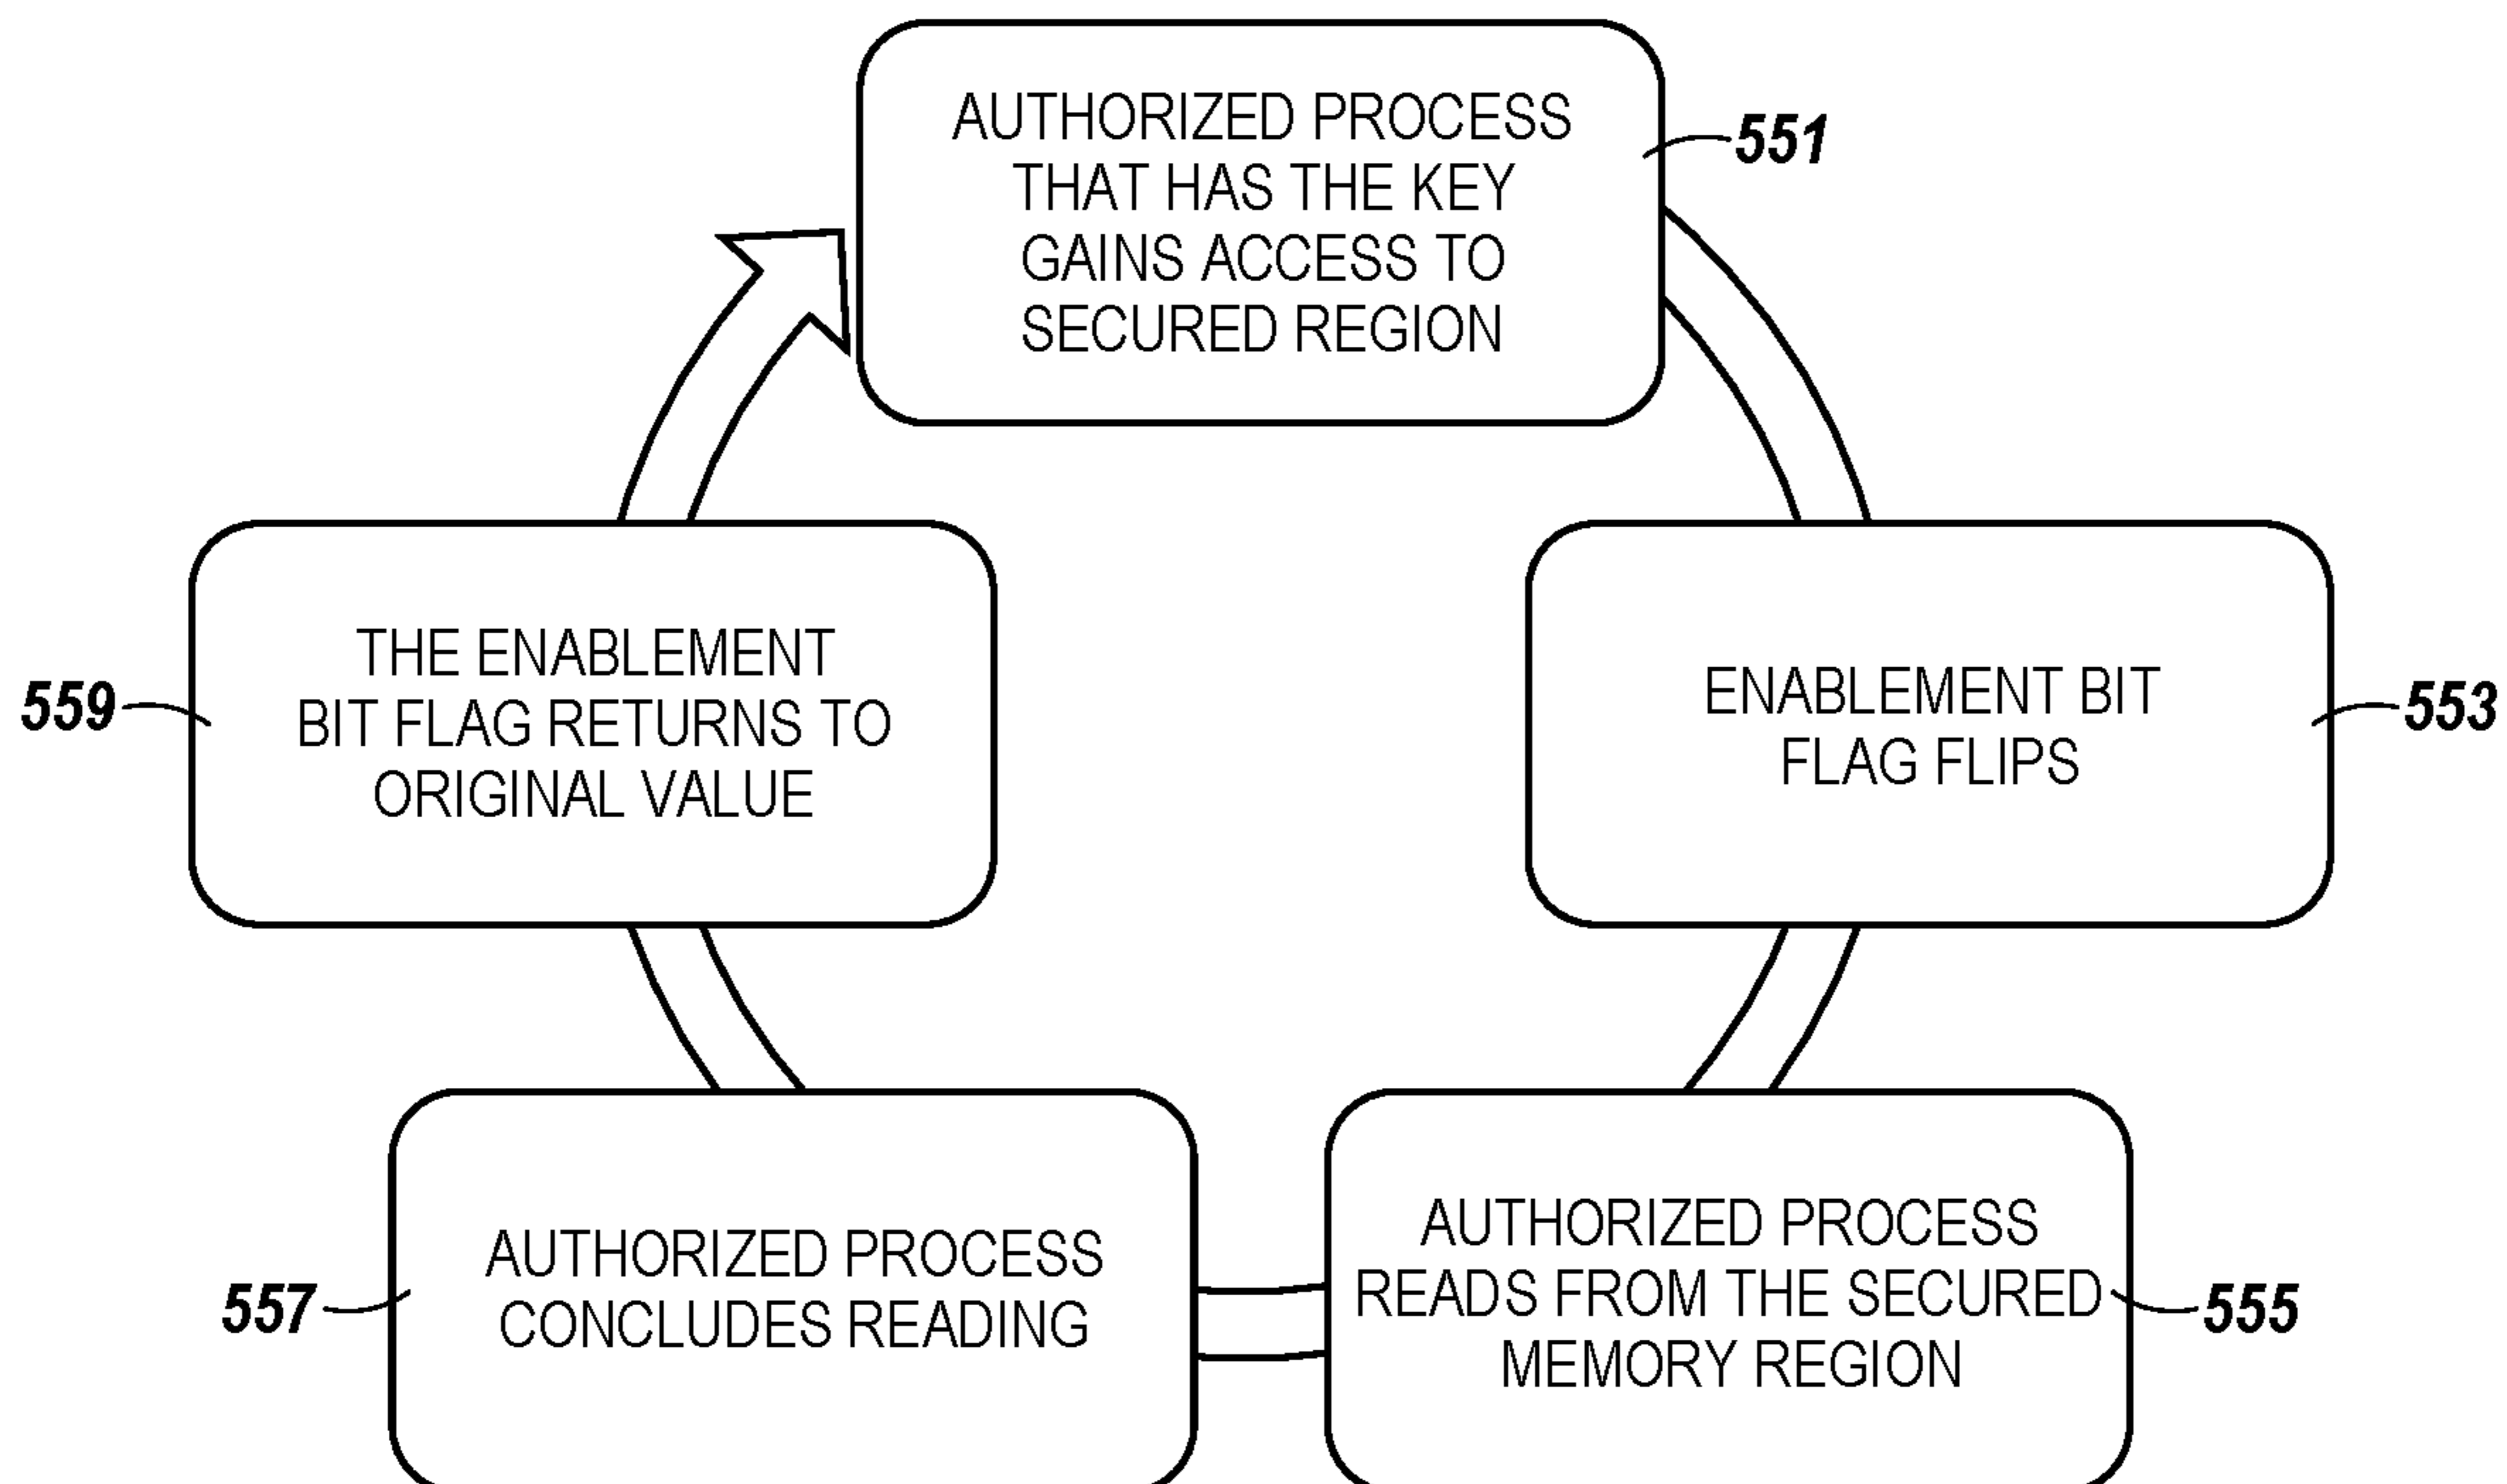 AUTHORIZED PROCESS
THAT HAS THE KEY
GAINS ACCESS TO
SECURED REGION
551
ENABLEMENT BIT
FLAG FLIPS
553
AUTHORIZED PROCESS
READS FROM THE SECURED
MEMORY REGION
555
AUTHORIZED PROCESS
CONCLUDES READING
557
THE ENABLEMENT
BIT FLAG RETURNS TO
ORIGINAL VALUE
559